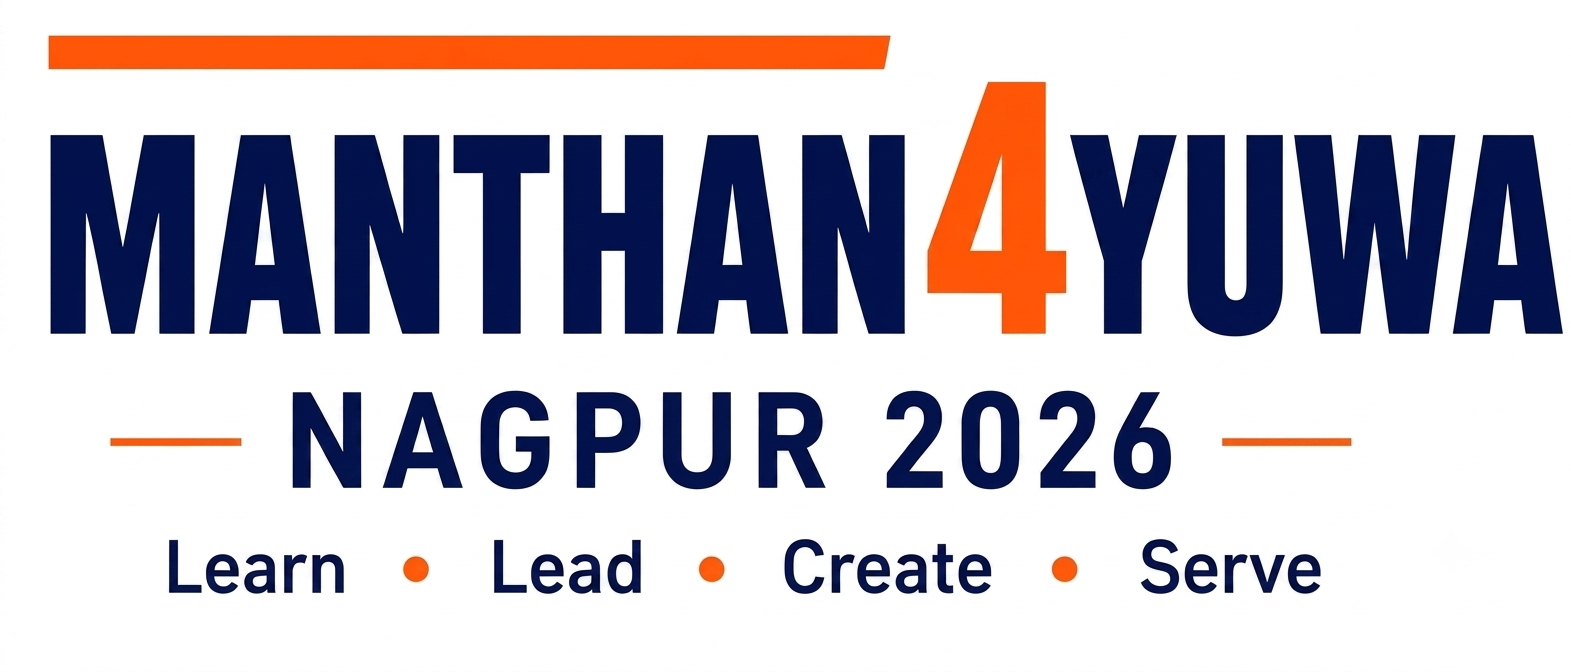 MANTHAN4YUWA
NAGPUR 2026
Learn • Lead • Create • Serve